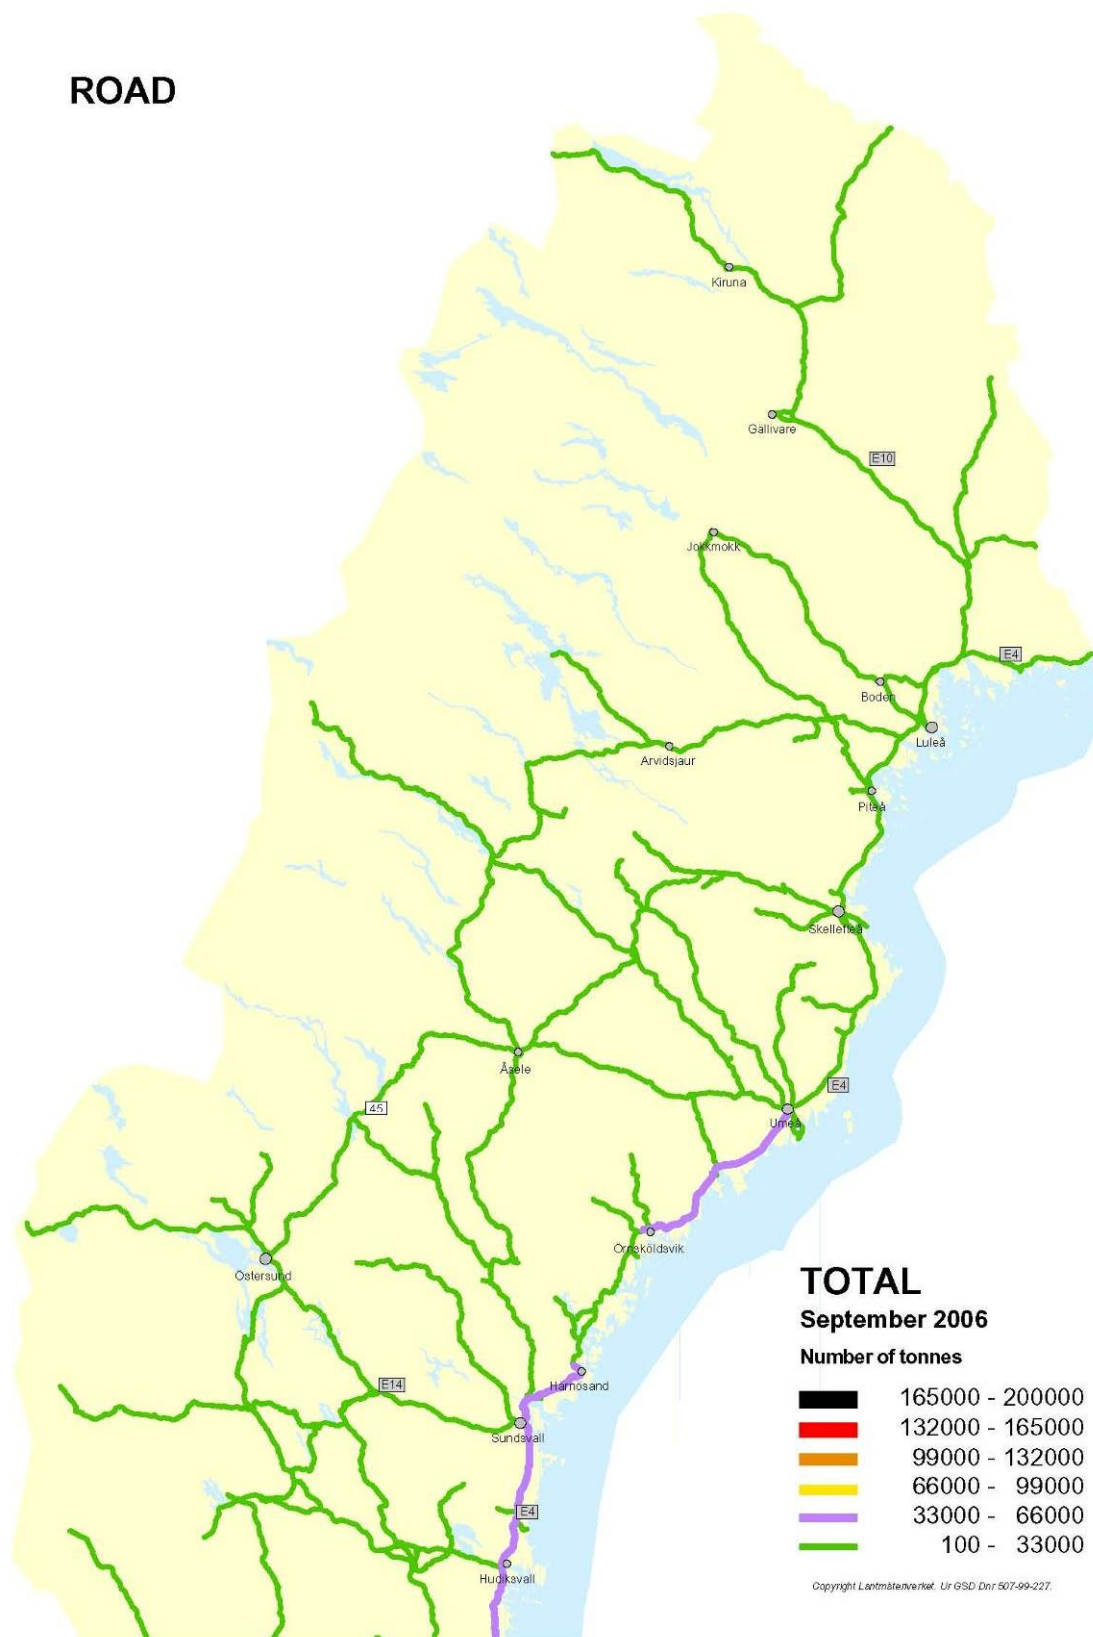 ROAD
Kiruna
Gällivare
E10
Jokkmokk
E4
Boden
Luleå
Arvidsjaur
Piteå
Skellefteå
Åsele
E4
45
Umeå
Örnsköldsvik
Östersund
TOTAL
September 2006
Number of tonnes
165000 - 200000
132000 - 165000
99000 - 132000
66000 - 99000
33000 - 66000
100 - 33000
Härnösand
E14
Sundsvall
E4
Hudiksvall
Copyright Lantmäteriverket. Ur GSD Dnr 507-99-227.